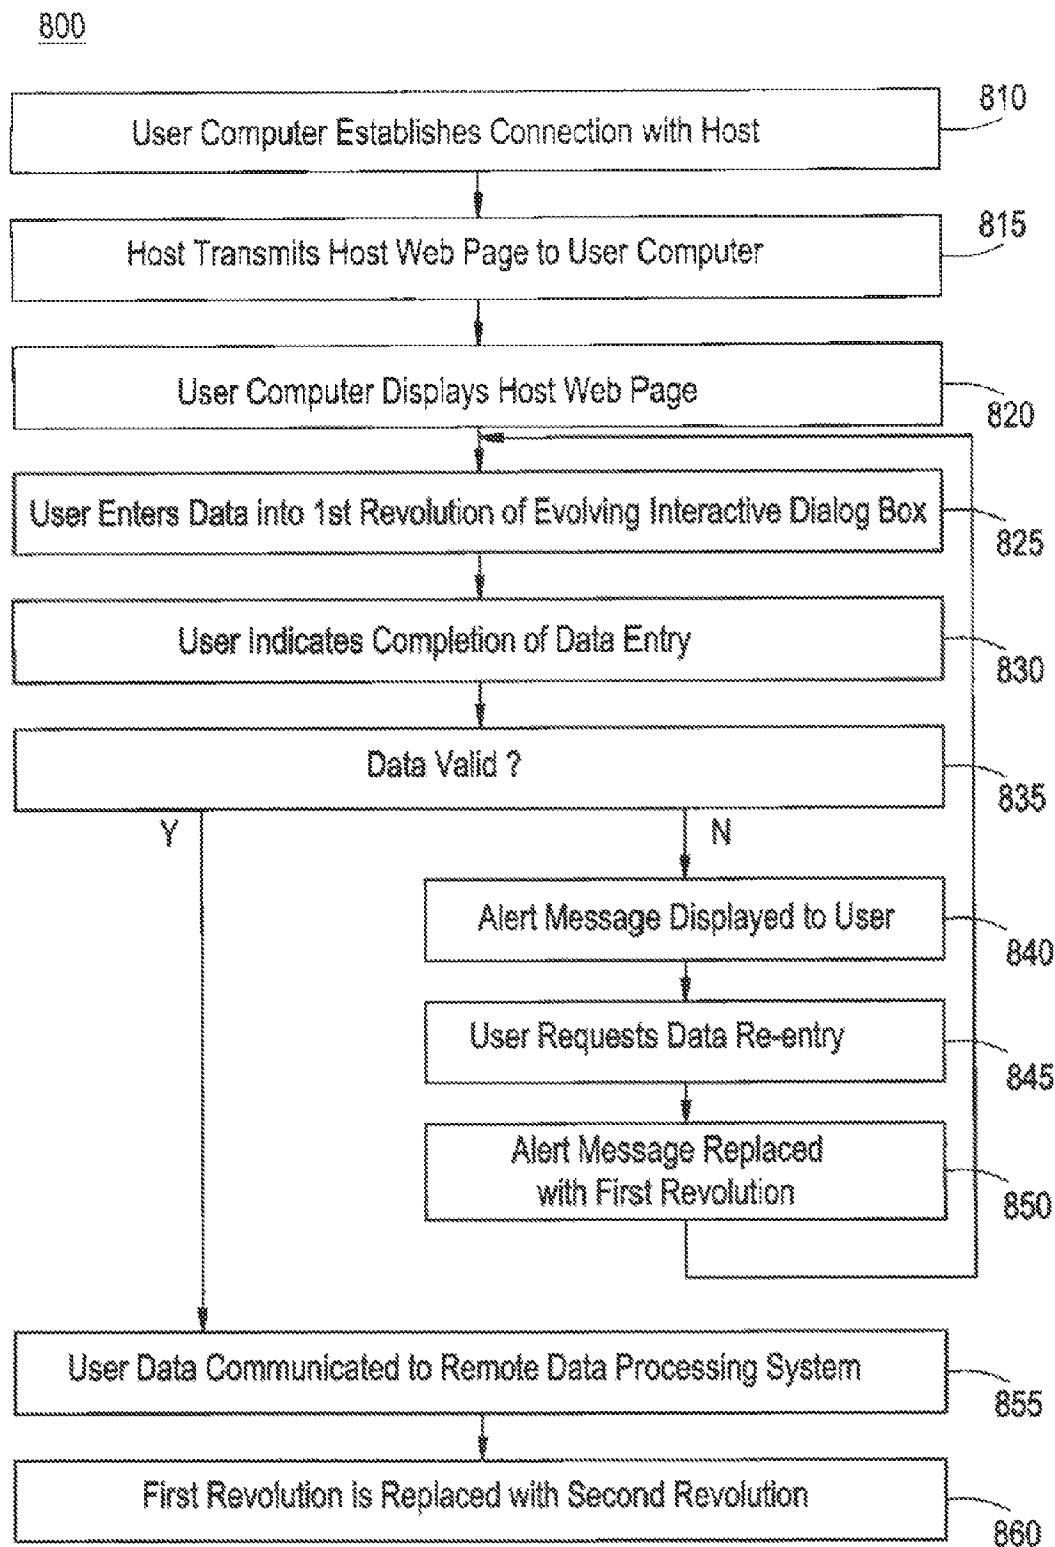 800
User Computer Establishes Connection with Host
810
Host Transmits Host Web Page to User Computer
815
User Computer Displays Host Web Page
820
User Enters Data into 1st Revolution of Evolving Interactive Dialog Box
825
User Indicates Completion of Data Entry
830
Data Valid ?
835
Y
N
Alert Message Displayed to User
840
User Requests Data Re-entry
845
Alert Message Replaced
with First Revolution
850
User Data Communicated to Remote Data Processing System
855
First Revolution is Replaced with Second Revolution
860